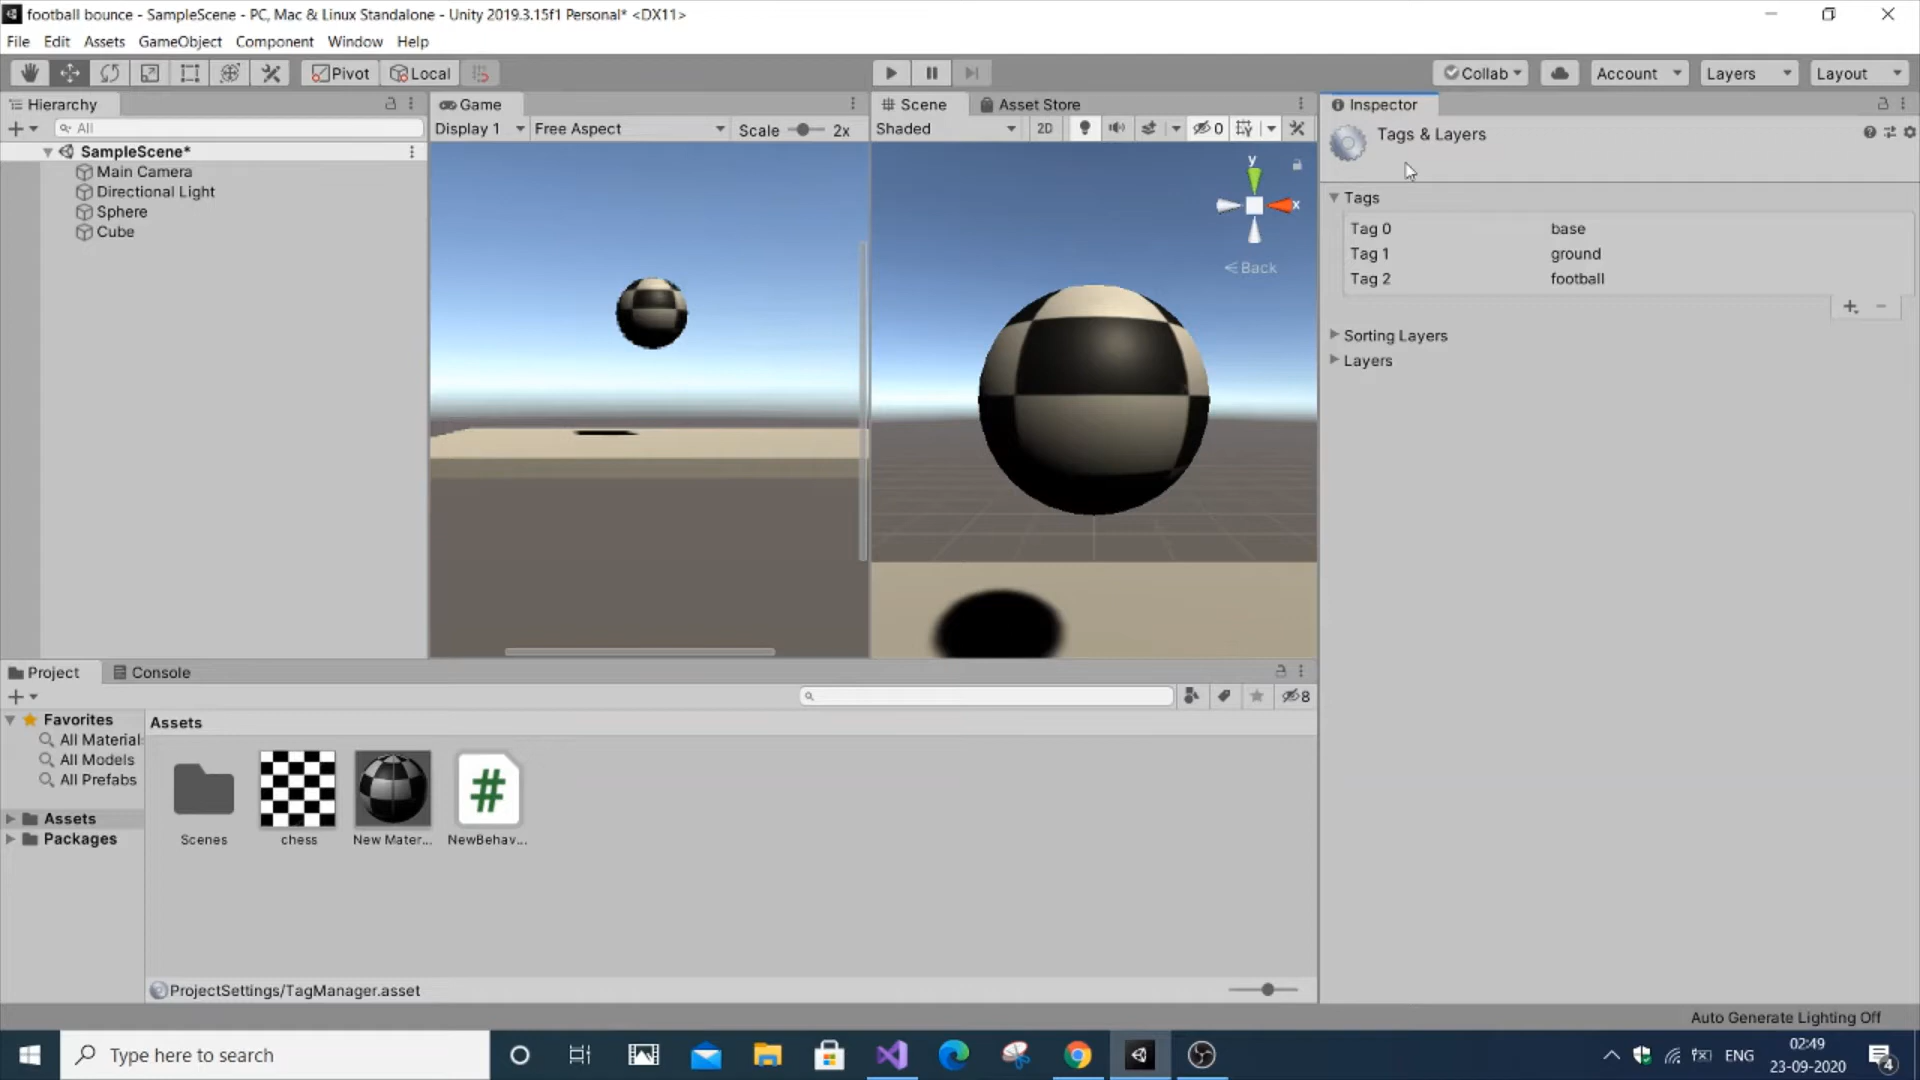 football bounce - SampleScene - PC, Mac & Linux Standalone - Unity 2019.3.15f1 Personal* <DX11>
File Edit Assets GameObject Component Window Help
Pivot Local Collab Account Layers Layout
Hierarchy
All
SampleScene*
Main Camera
Directional Light
Sphere
Cube
Game
Display 1 Free Aspect Scale 2x
Scene Asset Store
Shaded 2D 0
y
x
Back
Inspector
Tags & Layers
Tags
Tag 0 base
Tag 1 ground
Tag 2 football
Sorting Layers
Layers
Project Console
8
Favorites
All Material
All Models
All Prefabs
Assets
Packages
Assets
Scenes chess New Mater... NewBehav...
ProjectSettings/TagManager.asset
Auto Generate Lighting Off
Type here to search
ENG
02:49
23-09-2020
4